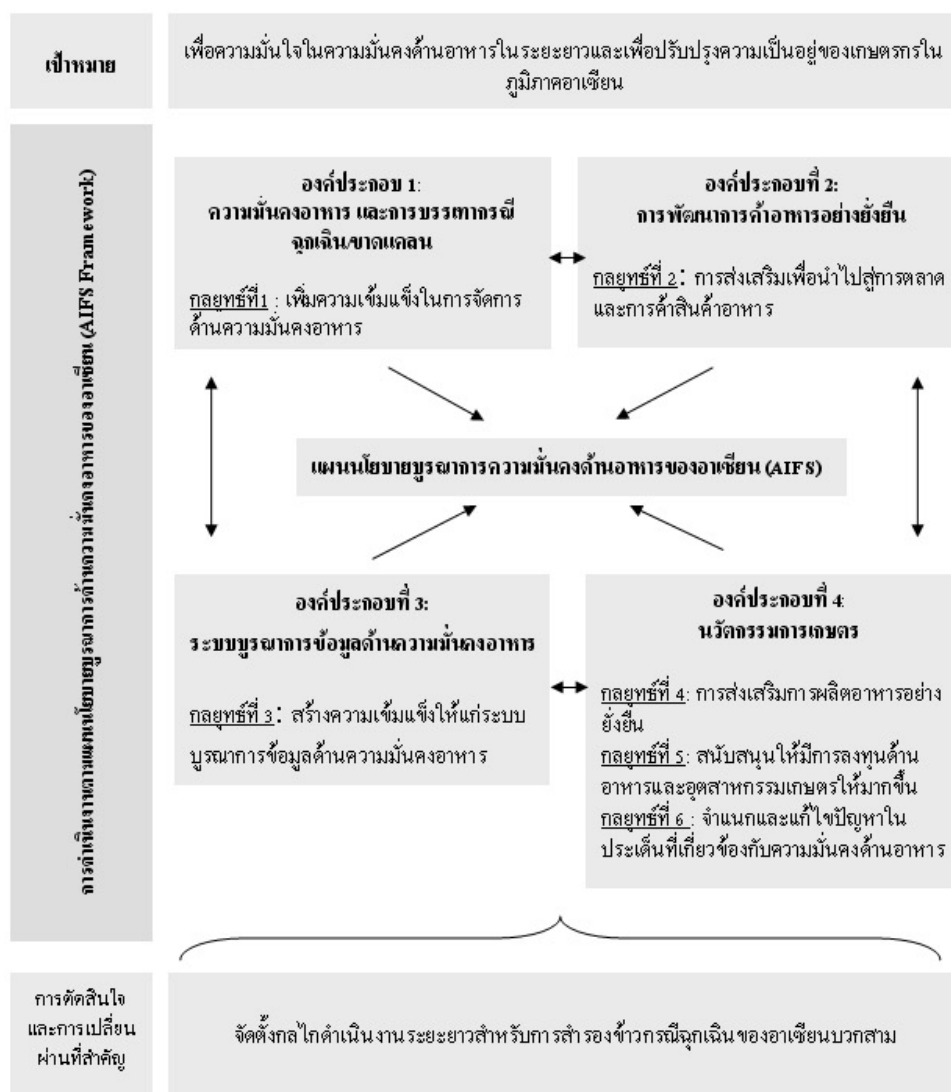 เป้าหมาย
เพื่อความมั่นใจในความมั่นคงด้านอาหารในระยะยาวและเพื่อปรับปรุงความเป็นอยู่ของเกษตรกรใน
ภูมิภาคอาเซียน
การดำเนินงานตามแผนนโยบายบูรณาการด้านความมั่นคงอาหารของอาเซียน (AIFS Framework)
องค์ประกอบ 1:
ความมั่นคงอาหาร และการบรรเทากรณี
ฉุกเฉิน/ขาดแคลน
กลยุทธ์ที่1 : เพิ่มความเข้มแข็งในการจัดการ
ด้านความมั่นคงอาหาร
องค์ประกอบที่ 2:
การพัฒนาการค้าอาหารอย่างยั่งยืน
กลยุทธ์ที่ 2: การส่งเสริมเพื่อนำไปสู่การตลาด
และการค้าสินค้าอาหาร
แผนนโยบายบูรณาการความมั่นคงด้านอาหารของอาเซียน (AIFS)
องค์ประกอบที่ 3:
ระบบบูรณาการข้อมูลด้านความมั่นคงอาหาร
กลยุทธ์ที่ 3: สร้างความเข้มแข็งให้แก่ระบบ
บูรณาการข้อมูลด้านความมั่นคงอาหาร
องค์ประกอบที่ 4:
นวัตกรรมการเกษตร
กลยุทธ์ที่ 4: การส่งเสริมการผลิตอาหารอย่าง
ยั่งยืน
กลยุทธ์ที่ 5: สนับสนุนให้มีการลงทุนด้าน
อาหารและอุตสาหกรรมเกษตรให้มากขึ้น
กลยุทธ์ที่ 6 : จำแนกและแก้ไขปัญหาใน
ประเด็นที่เกี่ยวข้องกับความมั่นคงด้านอาหาร
การตัดสินใจ
และการเปลี่ยน
ผ่านที่สำคัญ
จัดตั้งกลไกดำเนินงานระยะยาวสำหรับการสำรองข้าวกรณีฉุกเฉินของอาเซียนบวกสาม